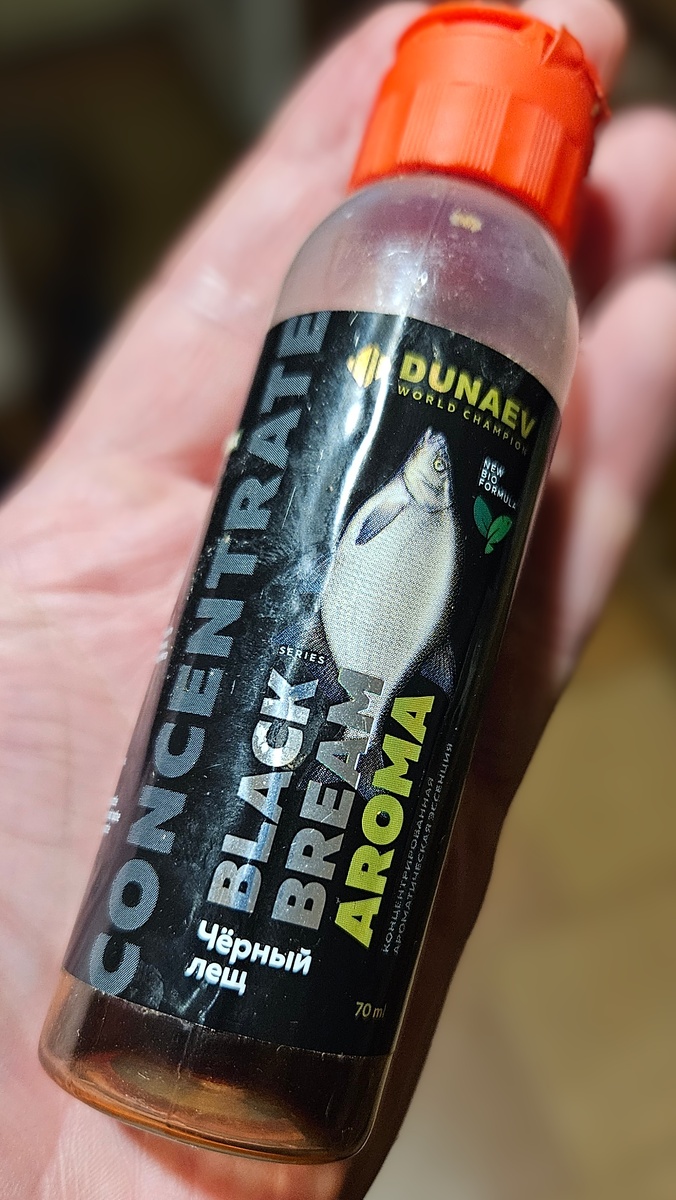 CONCENTRATE
DUNAEV
WORLD CHAMPION
NEW
BIO
FORMULA
SERIES
BLACK
BREAM
AROMA
КОНЦЕНТРИРОВАННАЯ
АРОМАТИЧЕСКАЯ ЭССЕНЦИЯ
Чёрный
лещ
70 ml